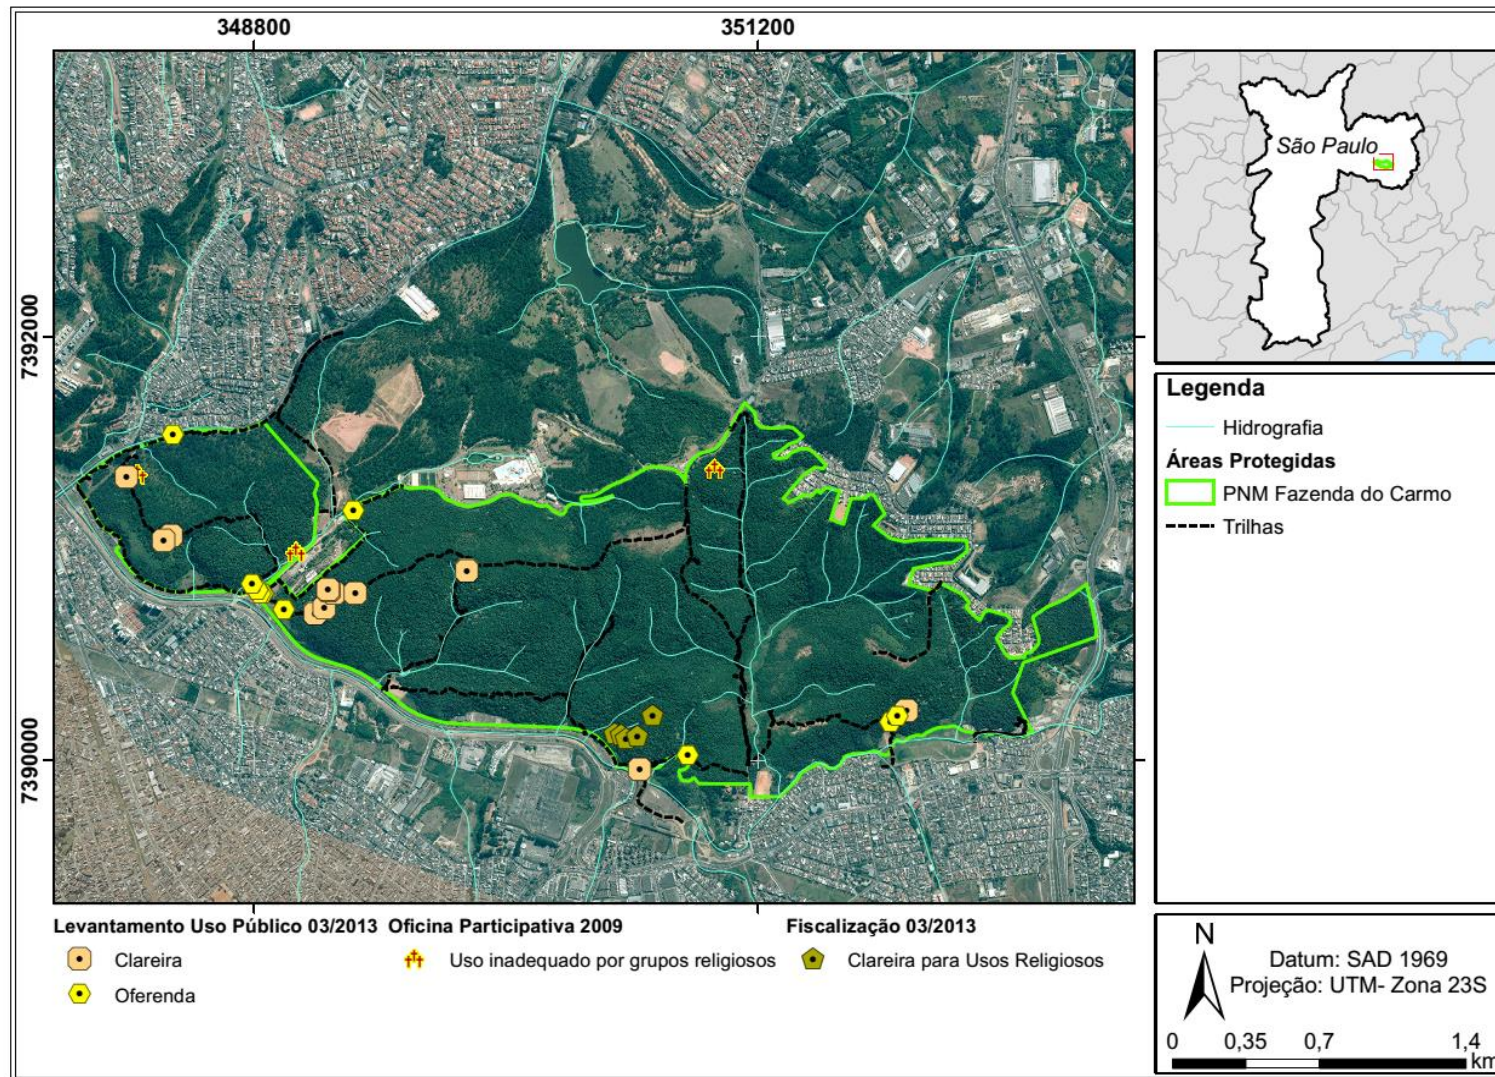 348800
351200
7392000
7390000
São Paulo
Legenda
Hidrografia
Áreas Protegidas
PNM Fazenda do Carmo
Trilhas
Levantamento Uso Público 03/2013
Clareira
Oferenda
Oficina Participativa 2009
Uso inadequado por grupos religiosos
Fiscalização 03/2013
Clareira para Usos Religiosos
N
Datum: SAD 1969
Projeção: UTM- Zona 23S
0 0,35 0,7 1,4
km